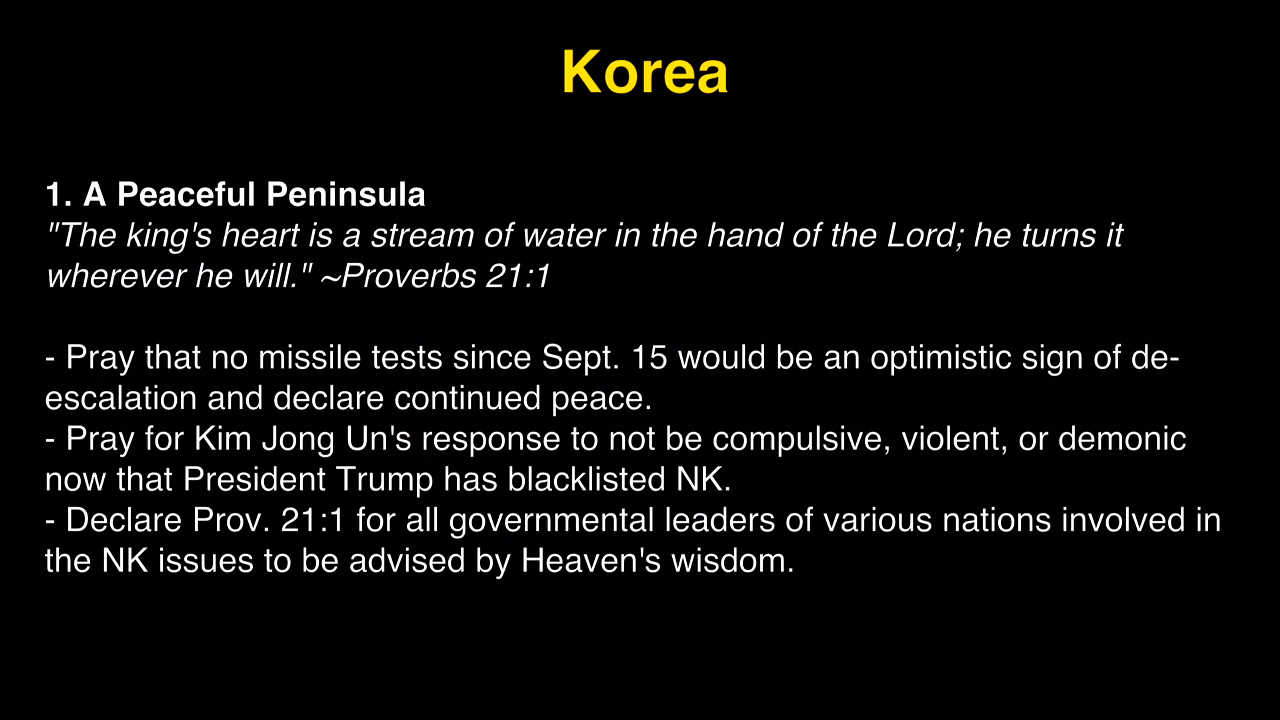 Korea
1. A Peaceful Peninsula
"The king's heart is a stream of water in the hand of the Lord; he turns it
wherever he will." ~Proverbs 21:1
- Pray that no missile tests since Sept. 15 would be an optimistic sign of de-
escalation and declare continued peace.
- Pray for Kim Jong Un's response to not be compulsive, violent, or demonic
now that President Trump has blacklisted NK.
- Declare Prov. 21:1 for all governmental leaders of various nations involved in
the NK issues to be advised by Heaven's wisdom.